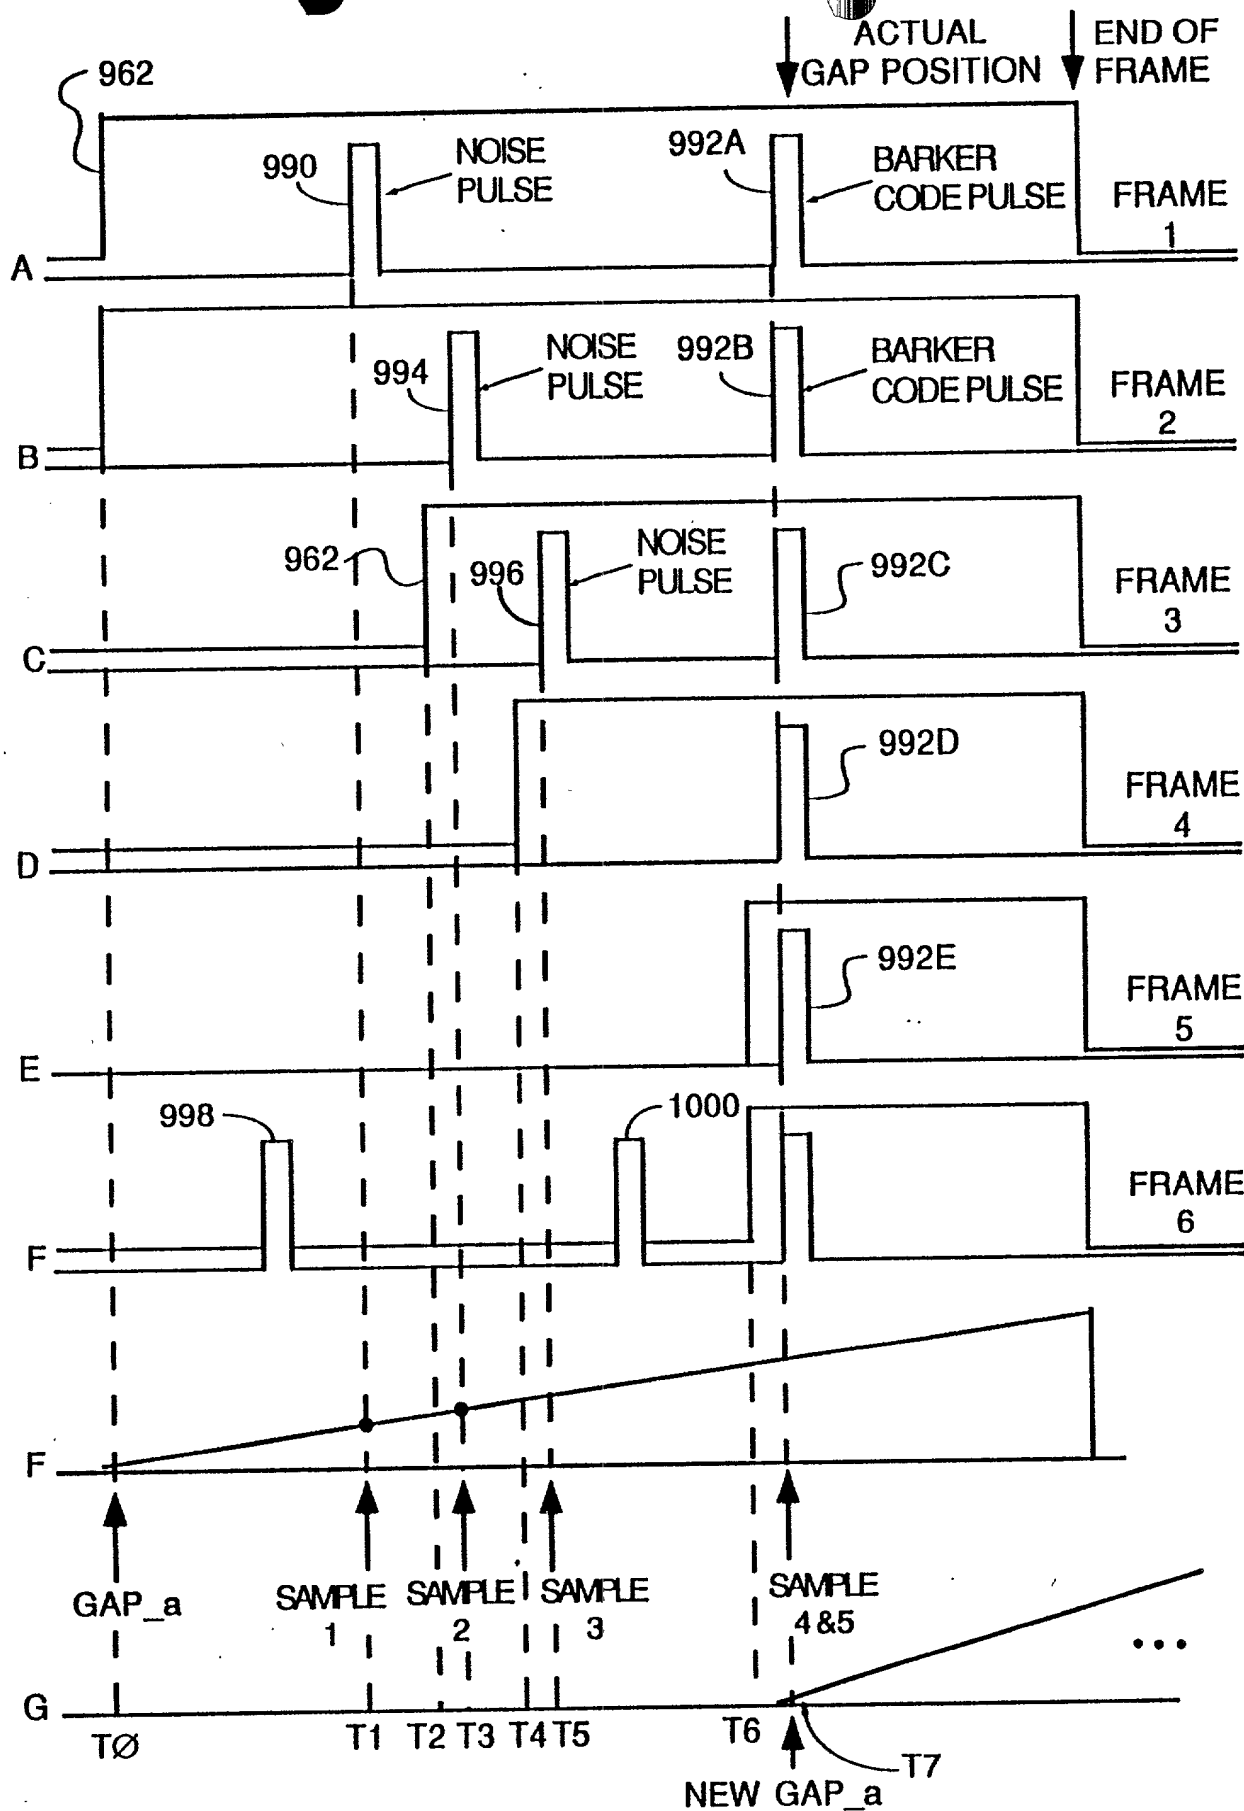 ACTUAL
GAP POSITION
END OF
FRAME
962
990
NOISE
PULSE
992A
BARKER
CODE PULSE
FRAME
1
A
994
NOISE
PULSE
992B
BARKER
CODE PULSE
FRAME
2
B
962
996
NOISE
PULSE
992C
FRAME
3
C
992D
FRAME
4
D
992E
FRAME
5
E
998
1000
FRAME
6
F
F
GAP_a
SAMPLE
1
SAMPLE
2
SAMPLE
3
SAMPLE
4&5
...
G
TØ
T1
T2
T3
T4
T5
T6
T7
NEW GAP_a